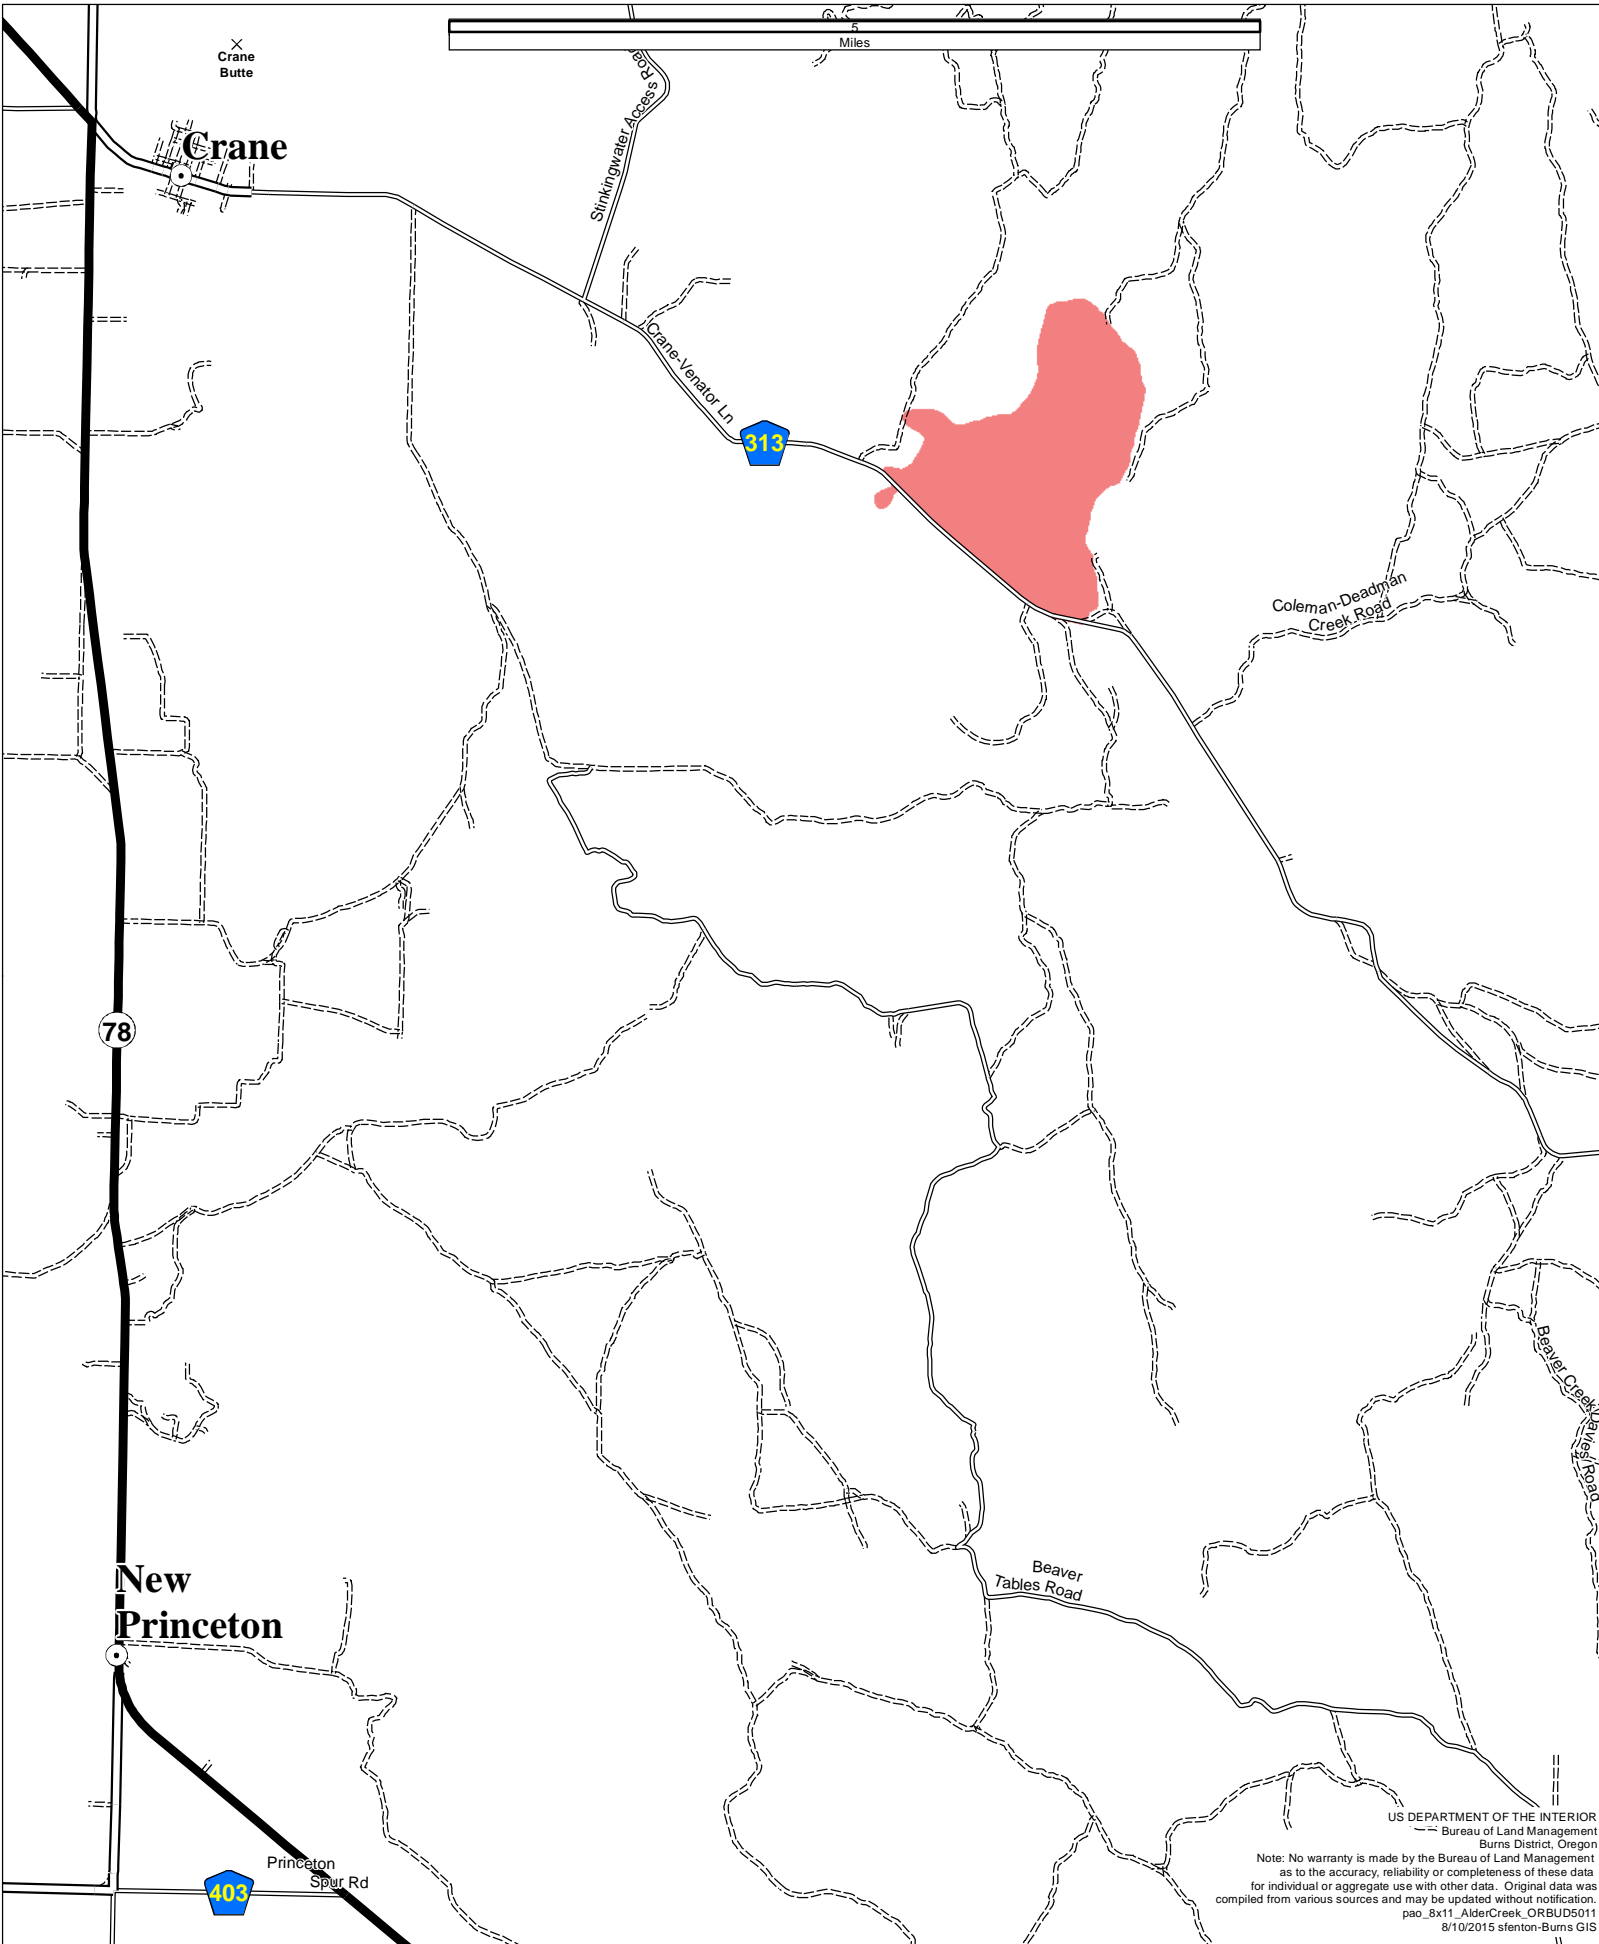 5
Miles
Crane
Butte
Crane
Stinkingwater Access Road
Crane-Venator Ln
313
Coleman-Deadman
Creek Road
78
Beaver Creek/Davies Road
New
Princeton
Beaver
Tables Road
Princeton
Spur Rd
403
US DEPARTMENT OF THE INTERIOR
Bureau of Land Management
Burns District, Oregon
Note: No warranty is made by the Bureau of Land Management
as to the accuracy, reliability or completeness of these data
for individual or aggregate use with other data. Original data was
compiled from various sources and may be updated without notification.
pao_8x11_AlderCreek_ORBUD5011
8/10/2015 sfenton-Burns GIS